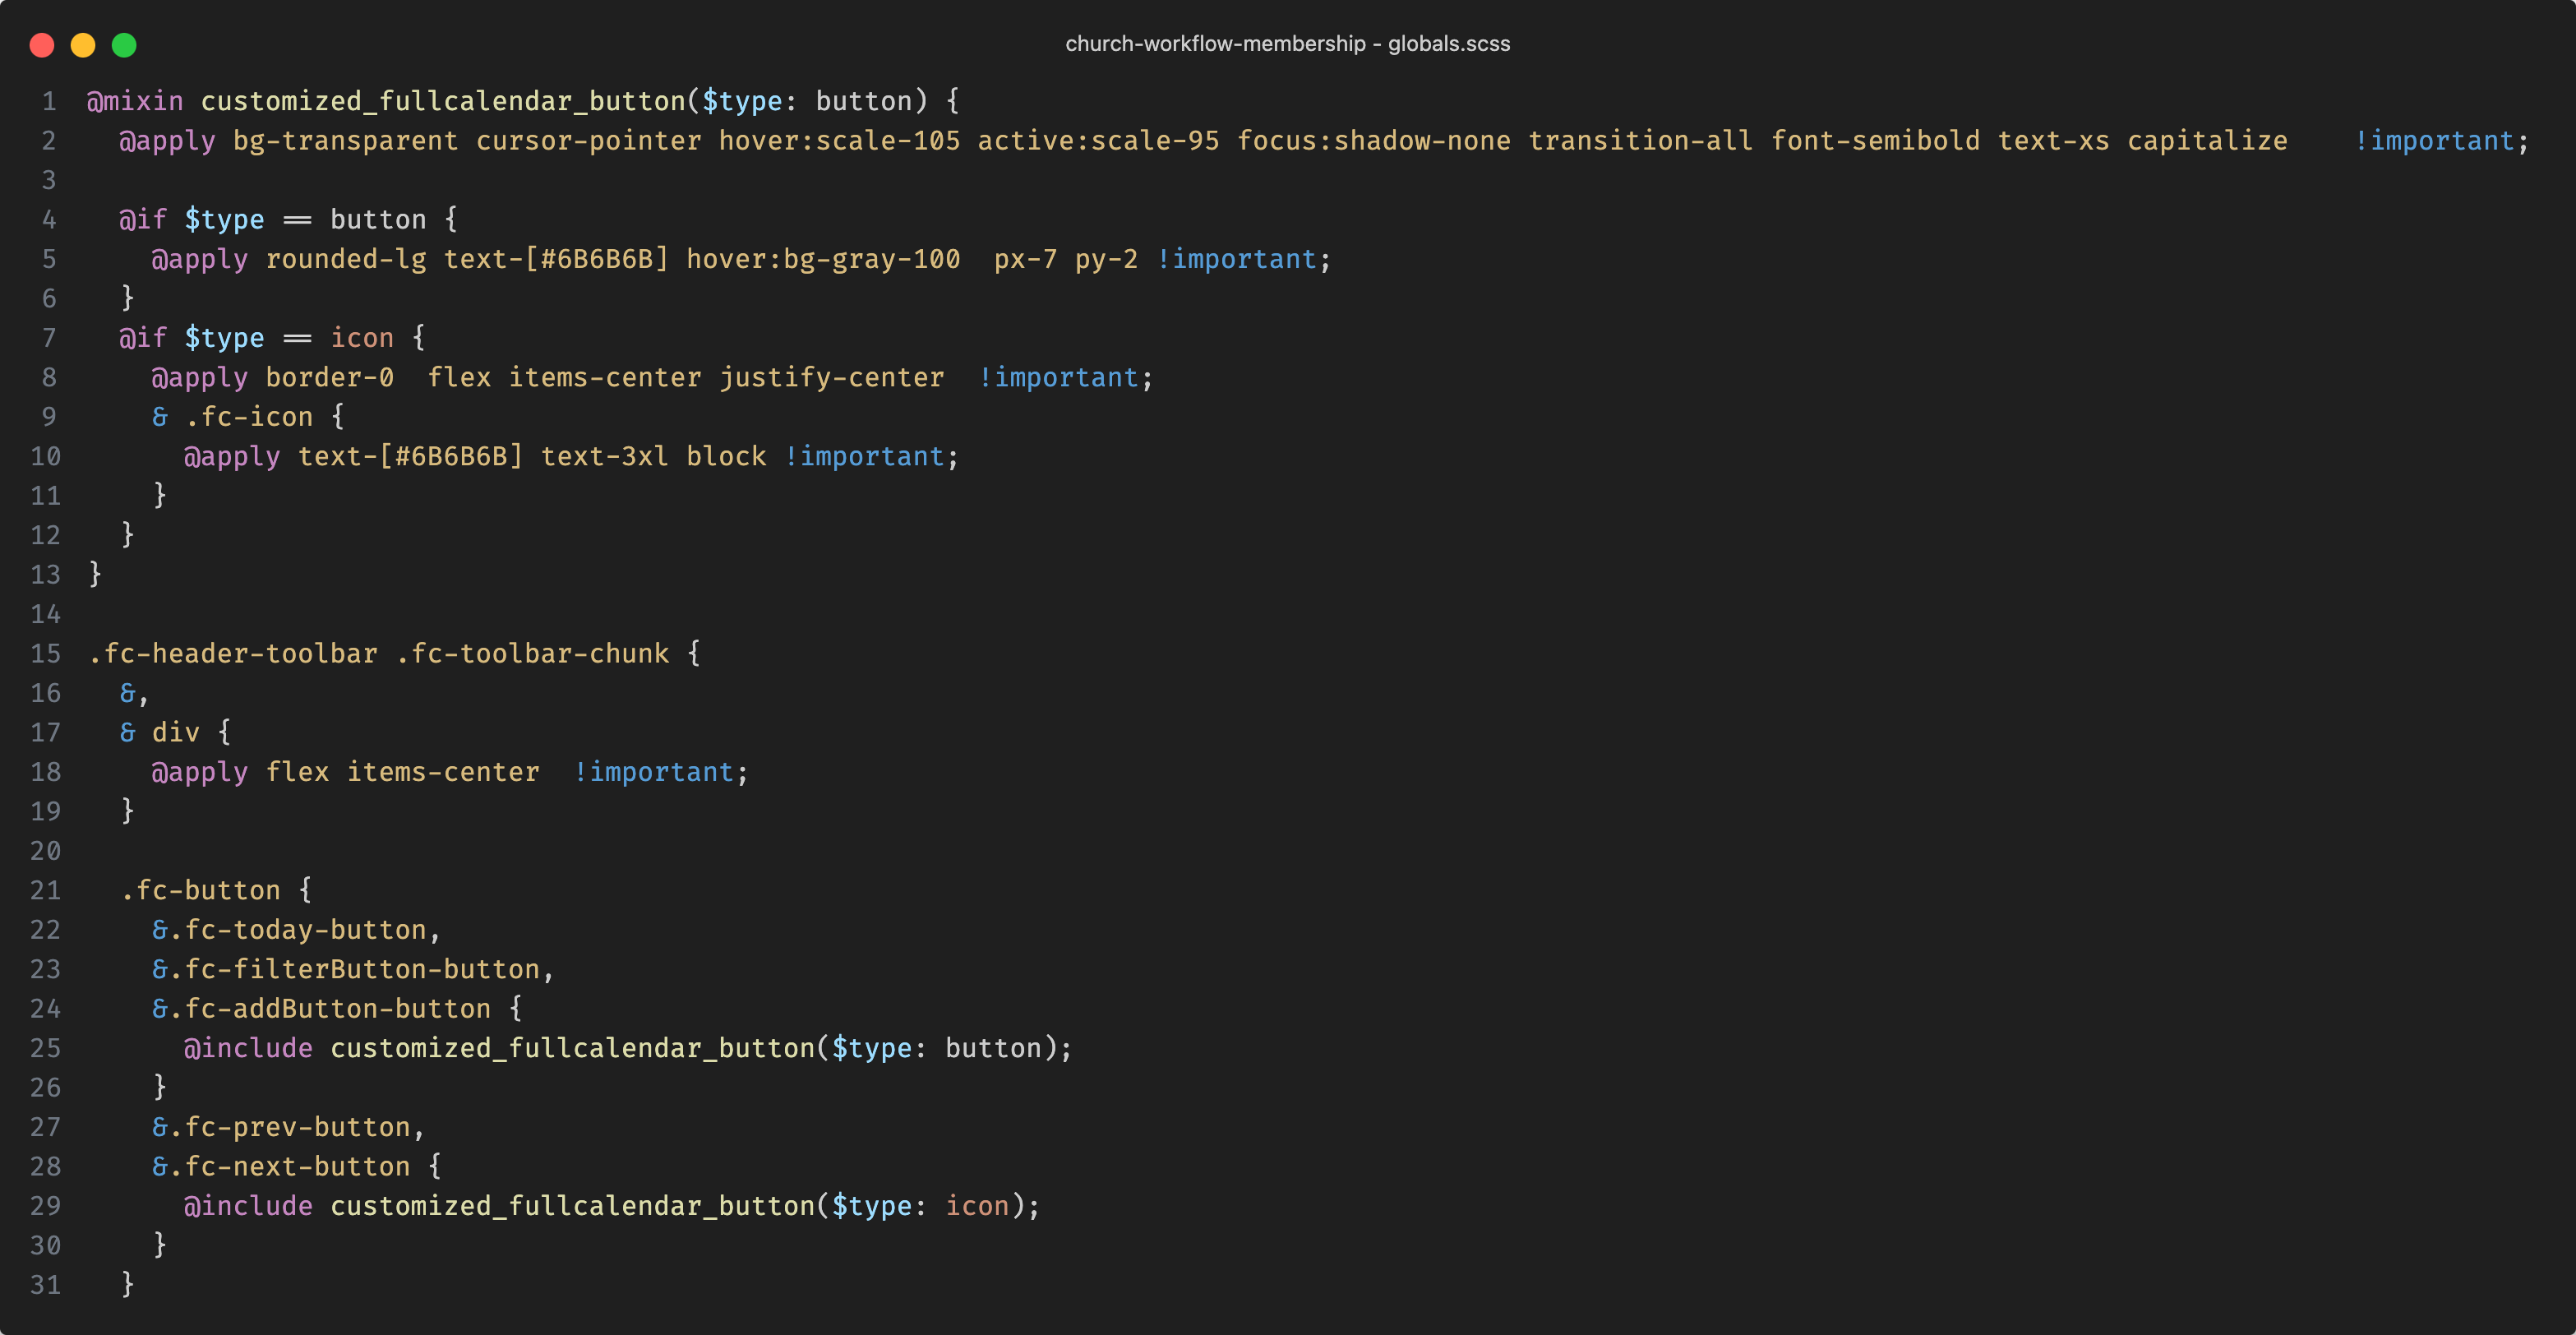 church-workflow-membership - globals.scss
1 @mixin customized_fullcalendar_button($type: button) {
2   @apply bg-transparent cursor-pointer hover:scale-105 active:scale-95 focus:shadow-none transition-all font-semibold text-xs capitalize    !important;
3
4   @if $type == button {
5     @apply rounded-lg text-[#6B6B6B] hover:bg-gray-100  px-7 py-2 !important;
6   }
7   @if $type == icon {
8     @apply border-0  flex items-center justify-center  !important;
9     & .fc-icon {
10       @apply text-[#6B6B6B] text-3xl block !important;
11     }
12   }
13 }
14
15 .fc-header-toolbar .fc-toolbar-chunk {
16   &,
17   & div {
18     @apply flex items-center  !important;
19   }
20
21   .fc-button {
22     &.fc-today-button,
23     &.fc-filterButton-button,
24     &.fc-addButton-button {
25       @include customized_fullcalendar_button($type: button);
26     }
27     &.fc-prev-button,
28     &.fc-next-button {
29       @include customized_fullcalendar_button($type: icon);
30     }
31   }